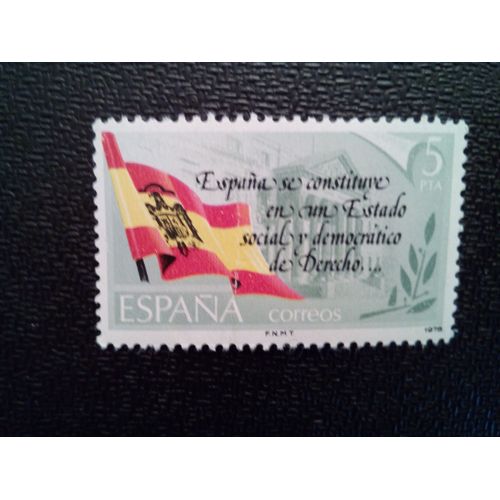 5
PTA
España se constituye
en un Estado
social y democrático
de Derecho...
ESPAÑA correos
F.N.M.T. 1978